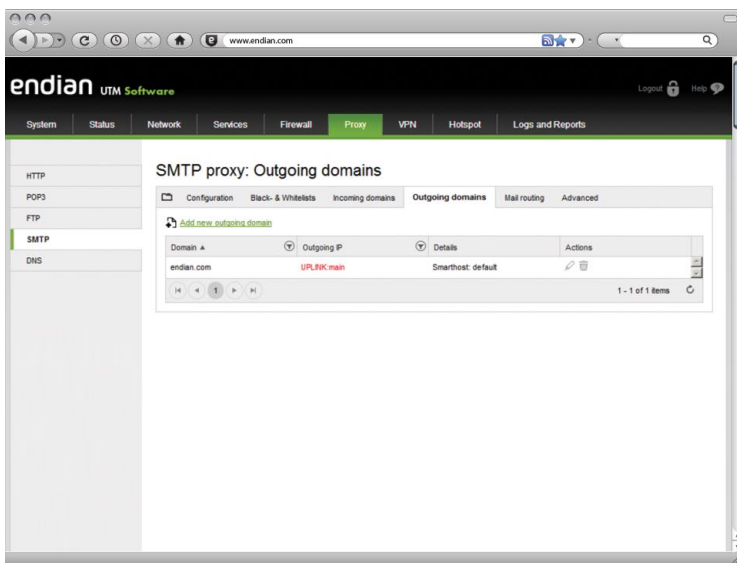 www.endian.com
endian UTM Software
Logout Help
System Status Network Services Firewall Proxy VPN Hotspot Logs and Reports
SMTP proxy: Outgoing domains
HTTP
POP3
FTP
SMTP
DNS
Configuration Black- & Whitelists Incoming domains Outgoing domains Mail routing Advanced
Add new outgoing domain
Domain Outgoing IP Details Actions
endian.com UPLINK:main Smarthost: default
1 1 - 1 of 1 items